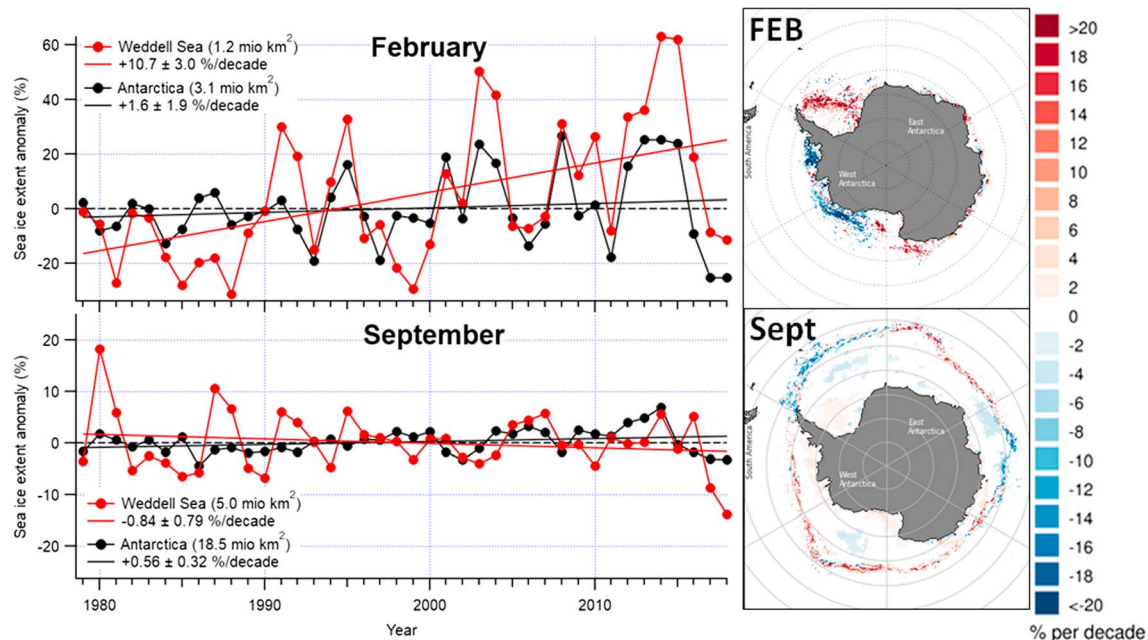 February
Sea ice extent anomaly (%)
60
40
20
0
-20
Weddell Sea (1.2 mio km²)
+10.7 ± 3.0 %/decade
Antarctica (3.1 mio km²)
+1.6 ± 1.9 %/decade
September
Sea ice extent anomaly (%)
20
10
0
-10
-20
Weddell Sea (5.0 mio km²)
-0.84 ± 0.79 %/decade
Antarctica (18.5 mio km²)
+0.56 ± 0.32 %/decade
1980
1990
2000
2010
Year
FEB
South America
East
Antarctica
West
Antarctica
Sept
South America
East
Antarctica
West
Antarctica
>20
18
16
14
12
10
8
6
4
2
0
-2
-4
-6
-8
-10
-12
-14
-16
-18
<-20
% per decade